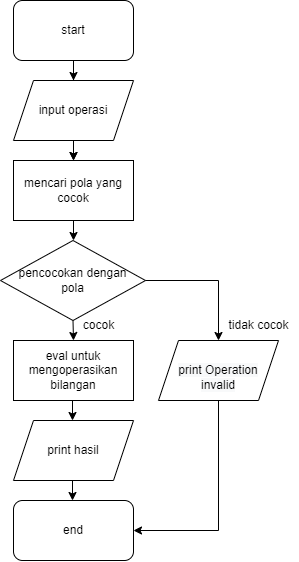 start
input operasi
mencari pola yang
cocok
pencocokan dengan
pola
cocok
tidak cocok
eval untuk
mengoperasikan
bilangan
print Operation
invalid
print hasil
end